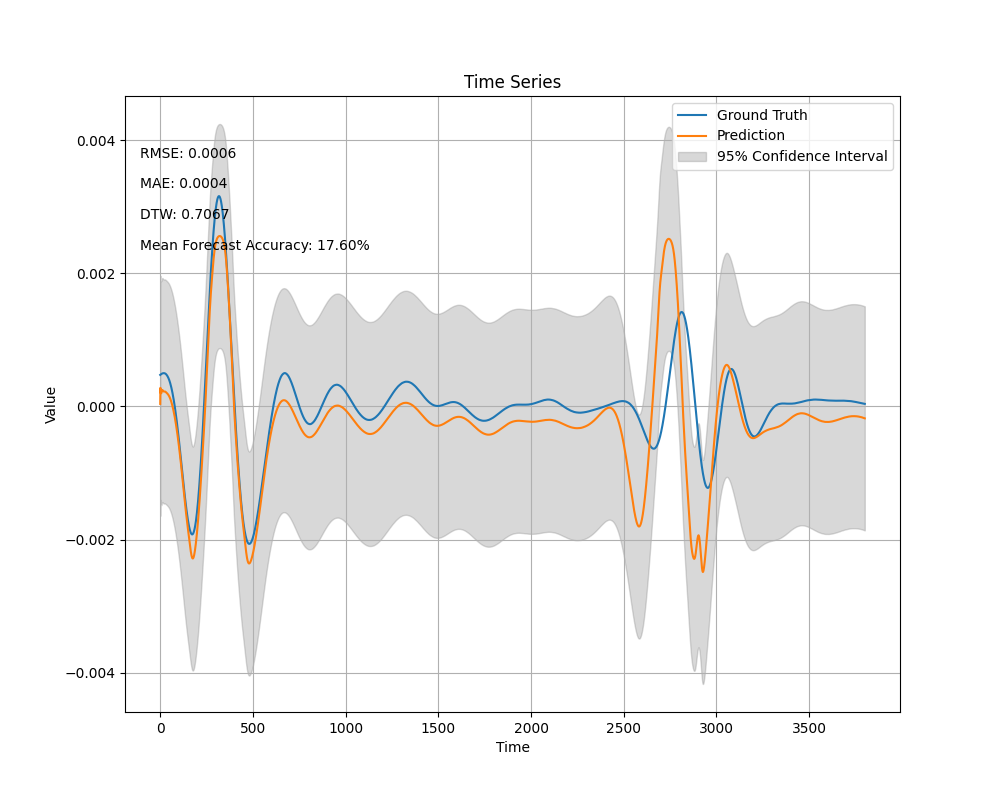 Time Series
Ground Truth
Prediction
95% Confidence Interval
RMSE: 0.0006
MAE: 0.0004
DTW: 0.7067
Mean Forecast Accuracy: 17.60%
0.004
0.002
0.000
−0.002
−0.004
Value
0 500 1000 1500 2000 2500 3000 3500
Time